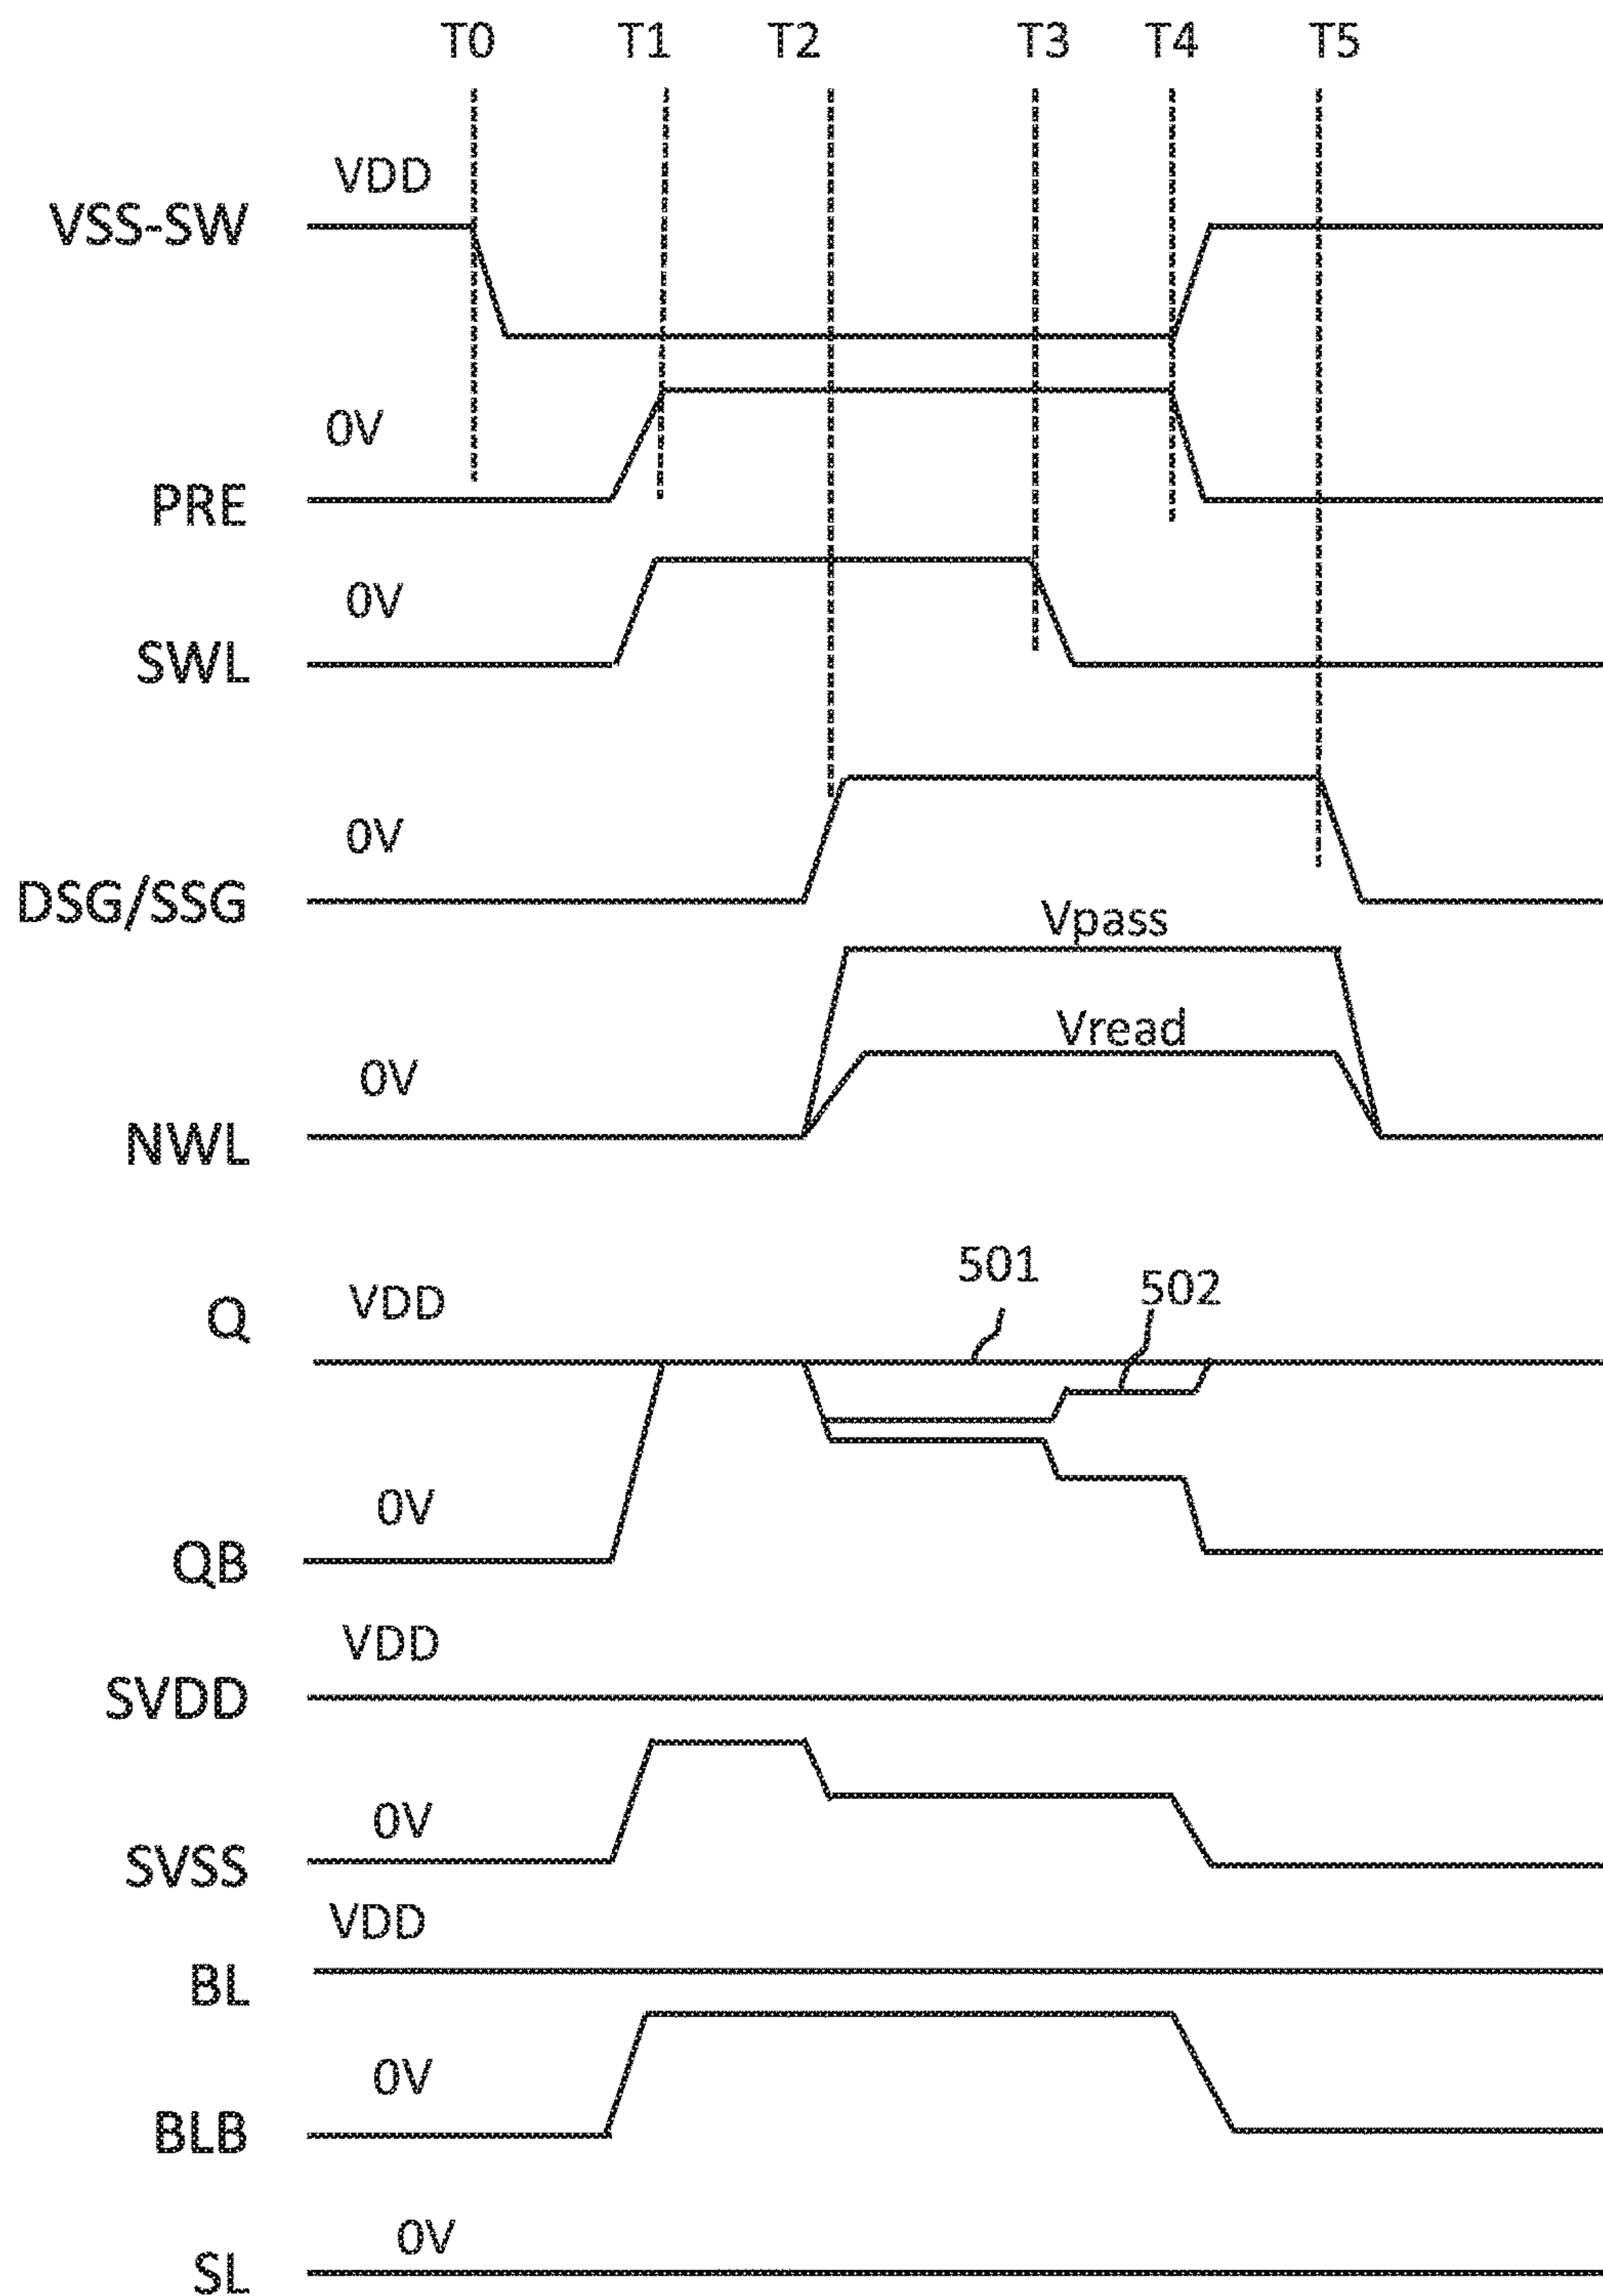 T0 T1 T2 T3 T4 T5
VDD
VSS-SW
0V
PRE
0V
SWL
0V
DSG/SSG
Vpass
Vread
0V
NWL
501
502
VDD
Q
0V
QB
VDD
SVDD
0V
SVSS
VDD
BL
0V
BLB
0V
SL